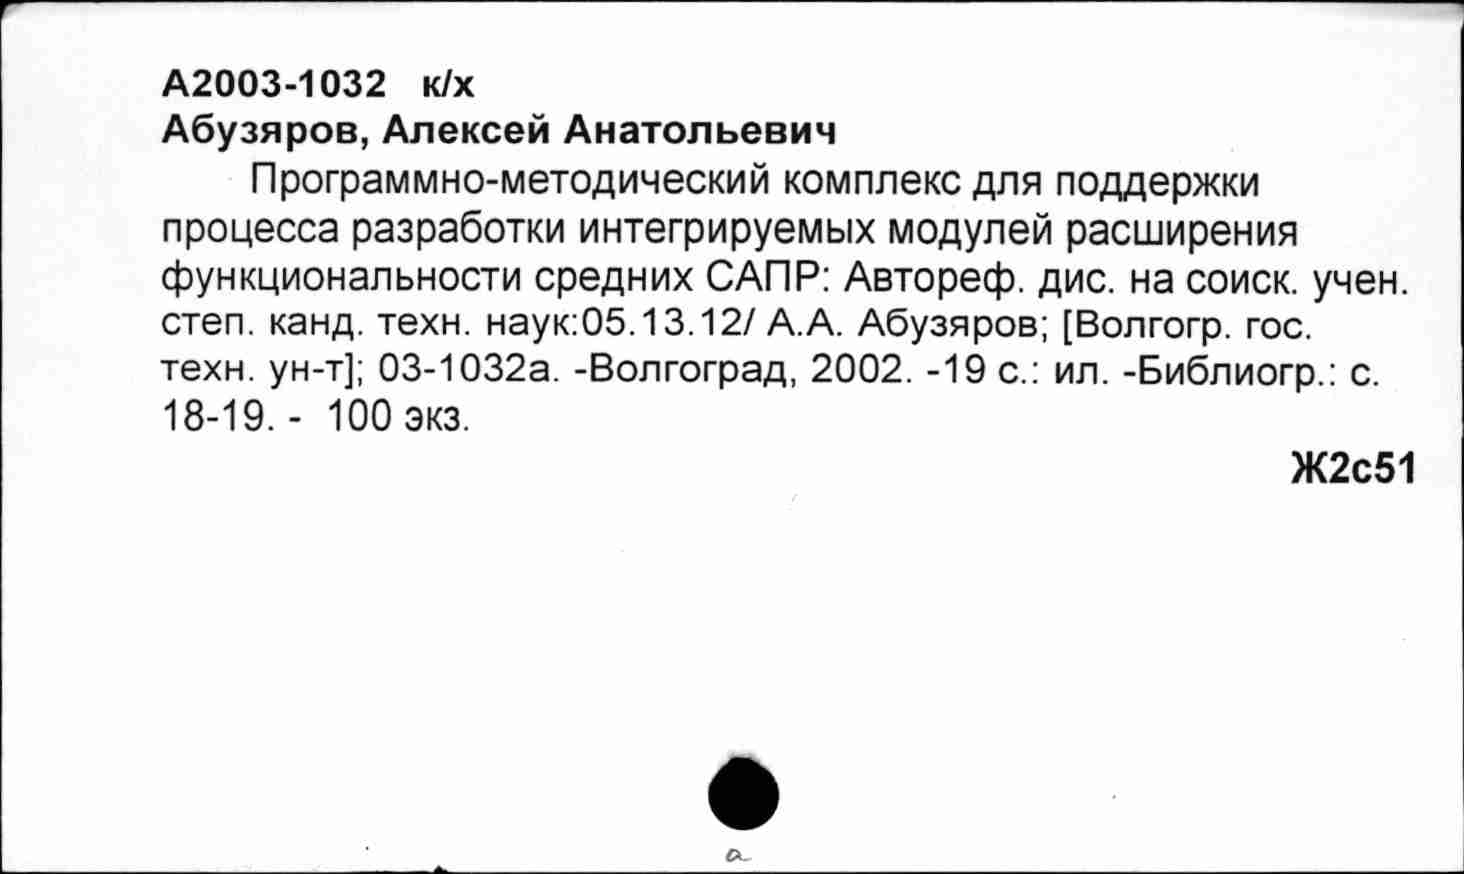 А2003-1032 к/х
Абузяров, Алексей Анатольевич
Программно-методический комплекс для поддержки
процесса разработки интегрируемых модулей расширения
функциональности средних САПР: Автореф. дис. на соиск. учен.
степ. канд. техн. наук:05.13.12/ А.А. Абузяров; [Волгогр. гос.
техн. ун-т]; 03-1032а. -Волгоград, 2002. -19 с.: ил. -Библиогр.: с.
18-19. - 100 экз.
Ж2с51
а